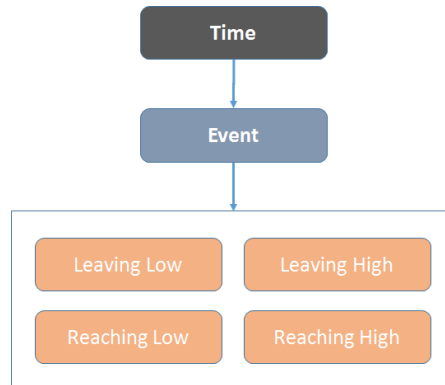 Time
Event
Leaving Low
Leaving High
Reaching Low
Reaching High